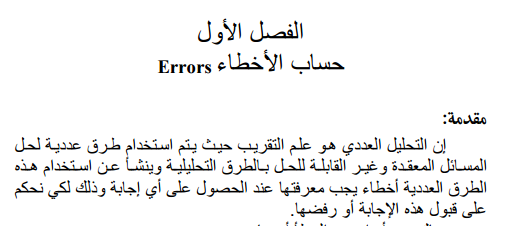 الفصل الأول
حساب الأخطاء Errors
مقدمة:
إن التحليل العددي هو علم التقريب حيث يتم استخدام طرق عددية لحل
المسائل المعقدة وغير القابلة للحل بالطرق التحليلية وينشأ عن استخدام هذه
الطرق العددية أخطاء يجب معرفتها عند الحصول على أي إجابة وذلك لكي نحكم
على قبول هذه الإجابة أو رفضها.